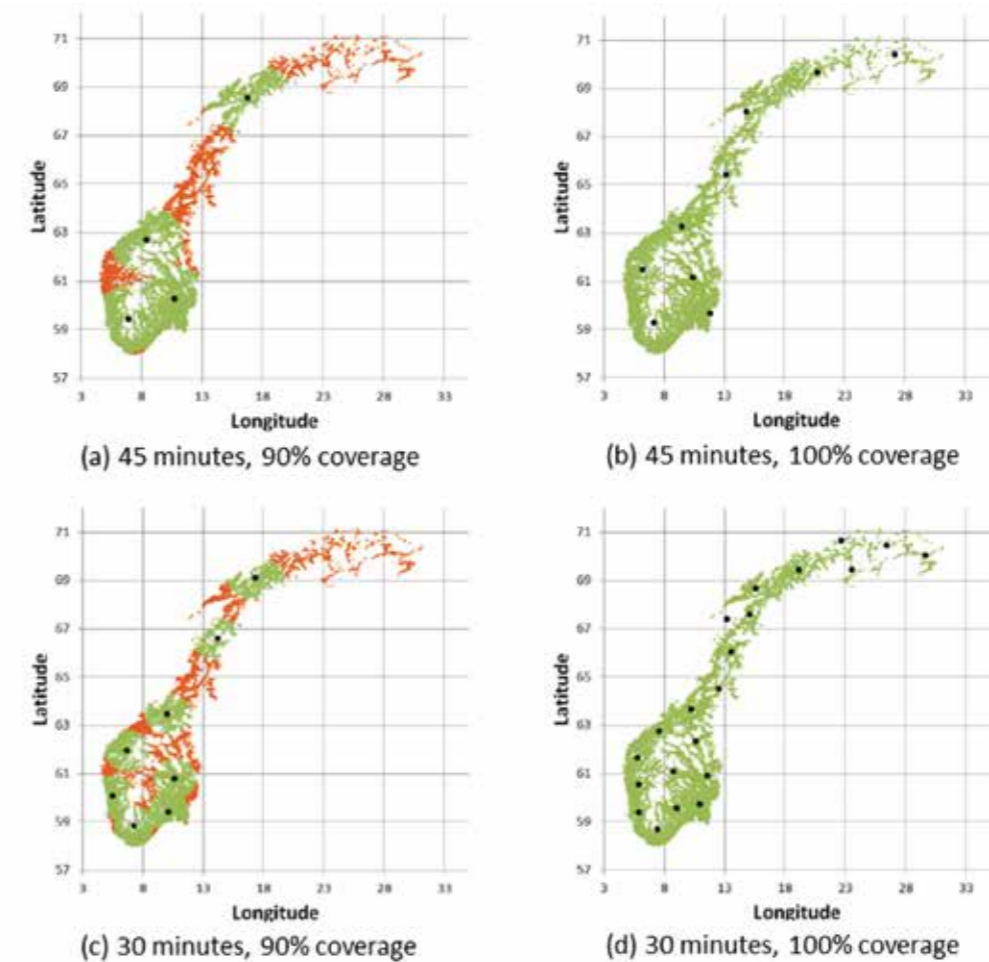 71
69
67
65
63
61
59
57
Latitude
3 8 13 18 23 28 33
Longitude
(a) 45 minutes, 90% coverage
71
69
67
65
63
61
59
57
Latitude
3 8 13 18 23 28 33
Longitude
(b) 45 minutes, 100% coverage
71
69
67
65
63
61
59
57
Latitude
3 8 13 18 23 28 33
Longitude
(c) 30 minutes, 90% coverage
71
69
67
65
63
61
59
57
Latitude
3 8 13 18 23 28 33
Longitude
(d) 30 minutes, 100% coverage